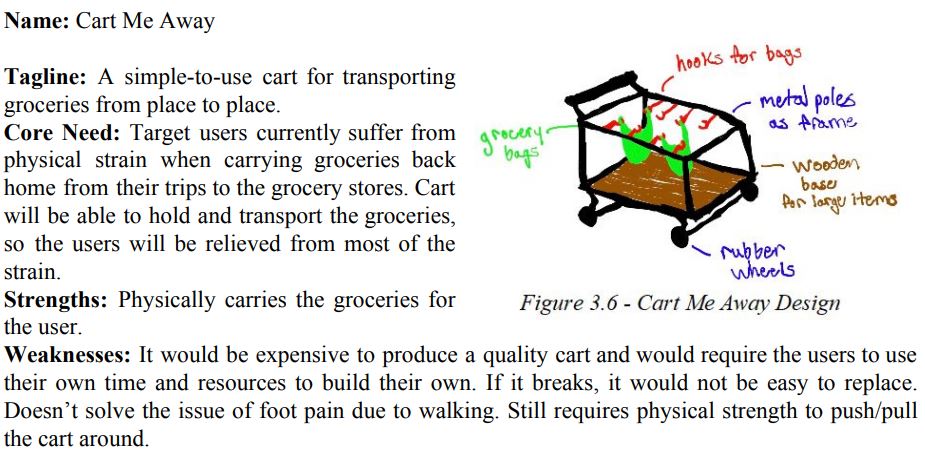 Name: Cart Me Away
Tagline: A simple-to-use cart for transporting
groceries from place to place.
Core Need: Target users currently suffer from
physical strain when carrying groceries back
home from their trips to the grocery stores. Cart
will be able to hold and transport the groceries,
so the users will be relieved from most of the
strain.
Strengths: Physically carries the groceries for
the user.
hooks for bags
metal poles
as frame
grocery
bags
wooden
base
for large items
rubber
wheels
Figure 3.6 - Cart Me Away Design
Weaknesses: It would be expensive to produce a quality cart and would require the users to use
their own time and resources to build their own. If it breaks, it would not be easy to replace.
Doesn’t solve the issue of foot pain due to walking. Still requires physical strength to push/pull
the cart around.